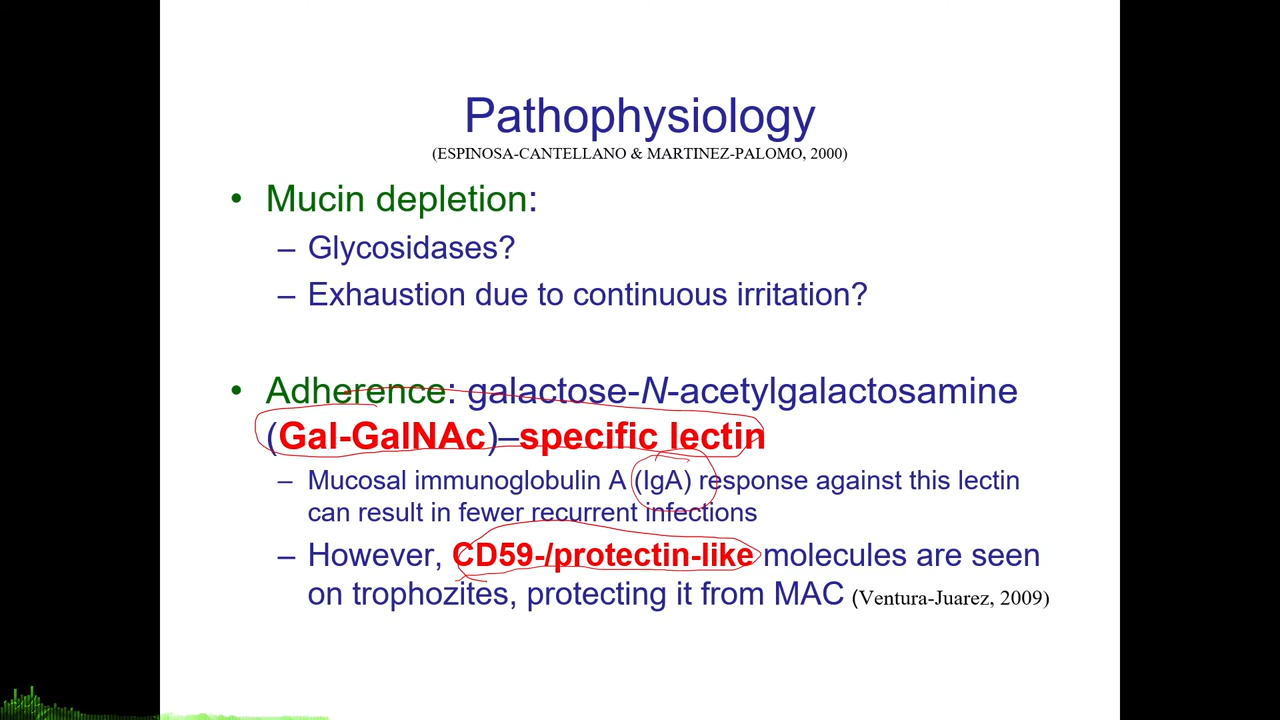 Pathophysiology
(ESPINOSA-CANTELLANO & MARTINEZ-PALOMO, 2000)
• Mucin depletion:
– Glycosidases?
– Exhaustion due to continuous irritation?
• Adherence: galactose-N-acetylgalactosamine
(Gal-GalNAc)–specific lectin
– Mucosal immunoglobulin A (IgA) response against this lectin
can result in fewer recurrent infections
– However, CD59-/protectin-like molecules are seen
on trophozites, protecting it from MAC (Ventura-Juarez, 2009)